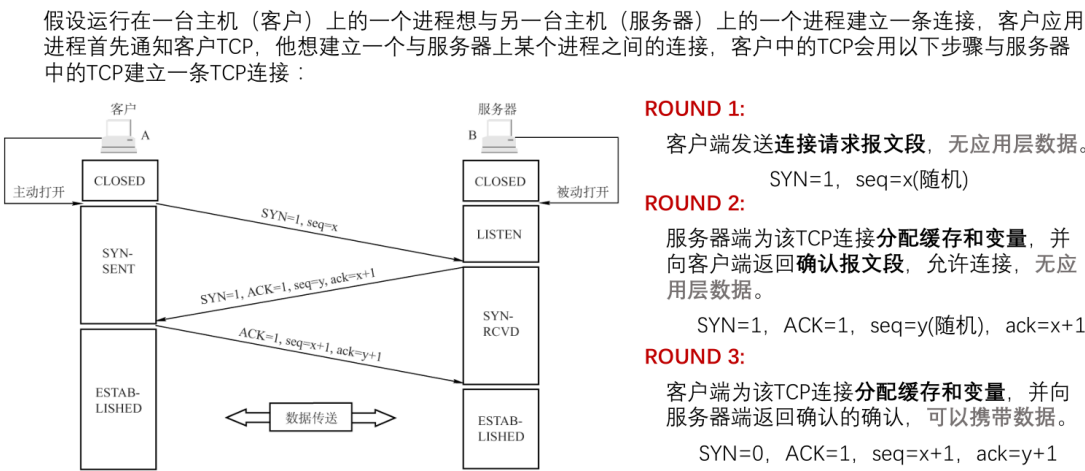 假设运行在一台主机（客户）上的一个进程想与另一台主机（服务器）上的一个进程建立一条连接，客户应用
进程首先通知客户TCP，他想建立一个与服务器上某个进程之间的连接，客户中的TCP会用以下步骤与服务器
中的TCP建立一条TCP连接：
客户
A
服务器
B
主动打开
CLOSED
CLOSED
被动打开
SYN=1, seq=x
LISTEN
SYN-
SENT
SYN=1, ACK=1, seq=y, ack=x+1
SYN-
RCVD
ACK=1, seq=x+1, ack=y+1
ESTAB-
LISHED
数据传送
ESTAB-
LISHED
ROUND 1:
客户端发送连接请求报文段，无应用层数据。
SYN=1，seq=x(随机)
ROUND 2:
服务器端为该TCP连接分配缓存和变量，并
向客户端返回确认报文段，允许连接，无应
用层数据。
SYN=1，ACK=1，seq=y(随机)，ack=x+1
ROUND 3:
客户端为该TCP连接分配缓存和变量，并向
服务器端返回确认的确认，可以携带数据。
SYN=0，ACK=1，seq=x+1，ack=y+1